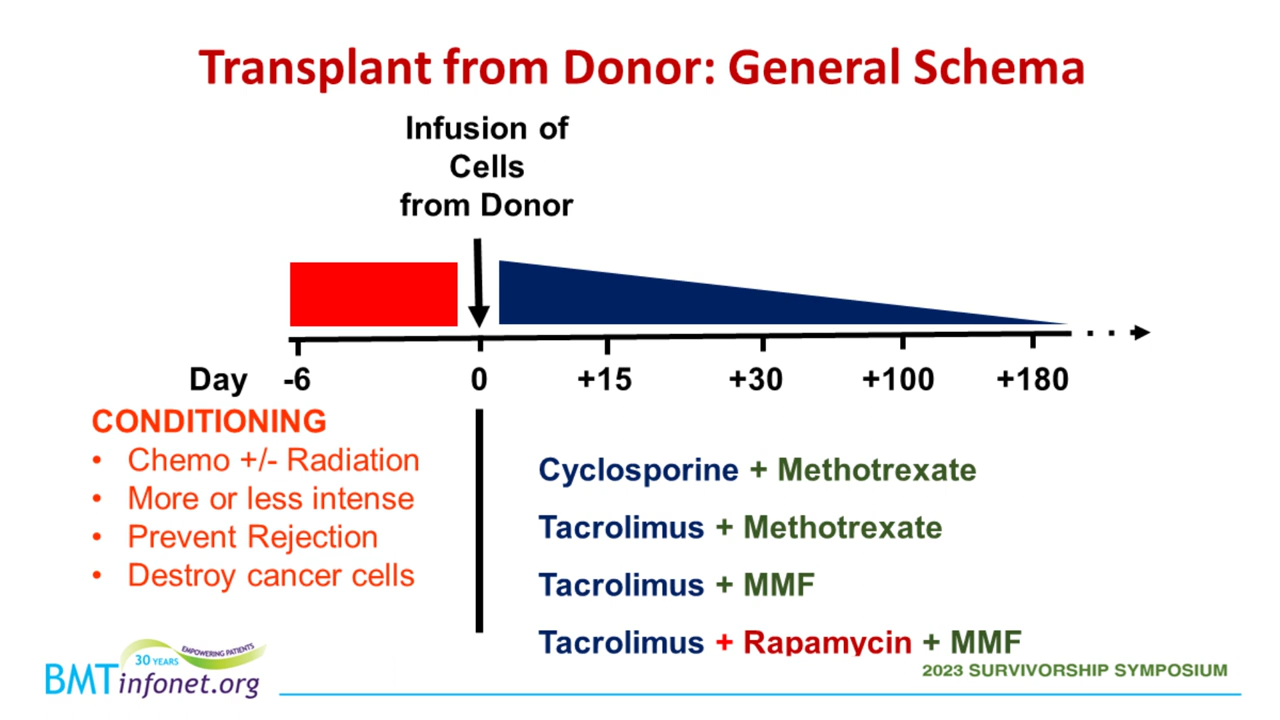 Transplant from Donor: General Schema
Infusion of
Cells
from Donor
Day -6 0 +15 +30 +100 +180
CONDITIONING
• Chemo +/- Radiation
• More or less intense
• Prevent Rejection
• Destroy cancer cells
Cyclosporine + Methotrexate
Tacrolimus + Methotrexate
Tacrolimus + MMF
Tacrolimus + Rapamycin + MMF
30 YEARS EMPOWERING PATIENTS
BMTinfonet.org
2023 SURVIVORSHIP SYMPOSIUM